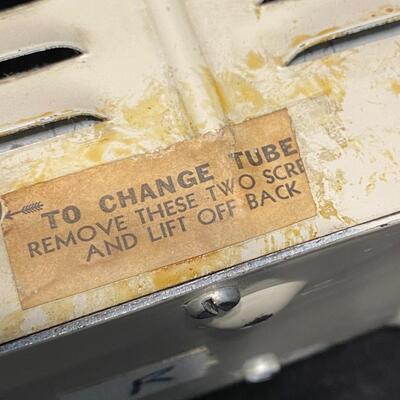 TO CHANGE TUBE
REMOVE THESE TWO SCRE
AND LIFT OFF BACK
R